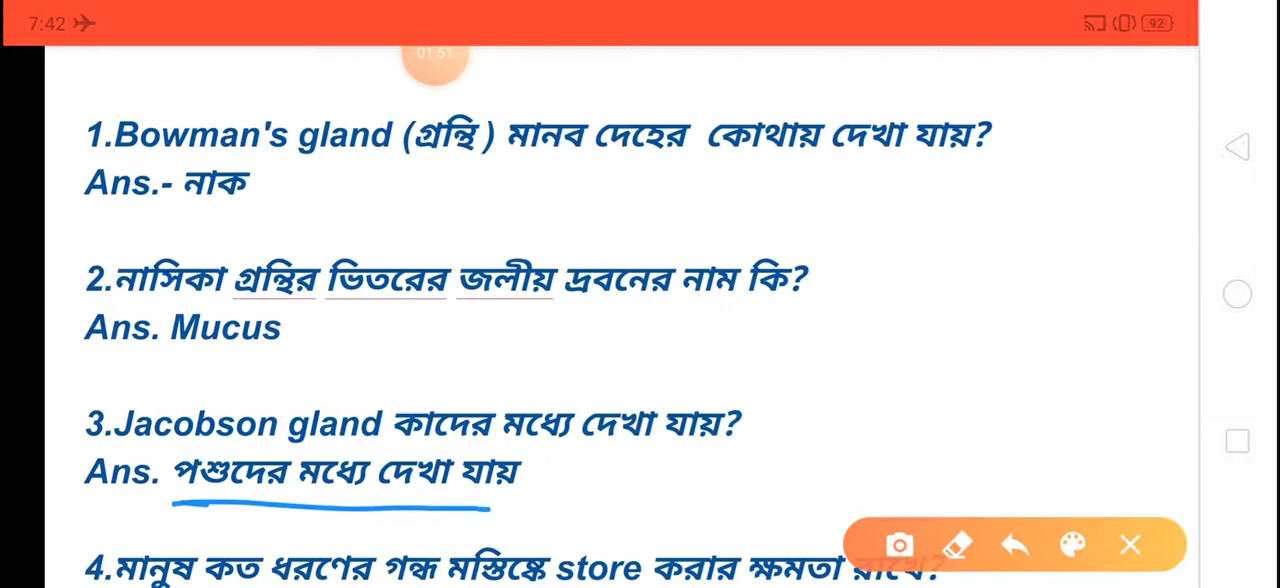 7:42
92
01:51
1.Bowman's gland (গ্রন্থি ) মানব দেহের কোথায় দেখা যায়?
Ans.- নাক
2.নাসিকা গ্রন্থির ভিতরের জলীয় দ্রবনের নাম কি?
Ans. Mucus
3.Jacobson gland কাদের মধ্যে দেখা যায়?
Ans. পশুদের মধ্যে দেখা যায়
4.মানুষ কত ধরণের গন্ধ মস্তিষ্কে store করার ক্ষমতা